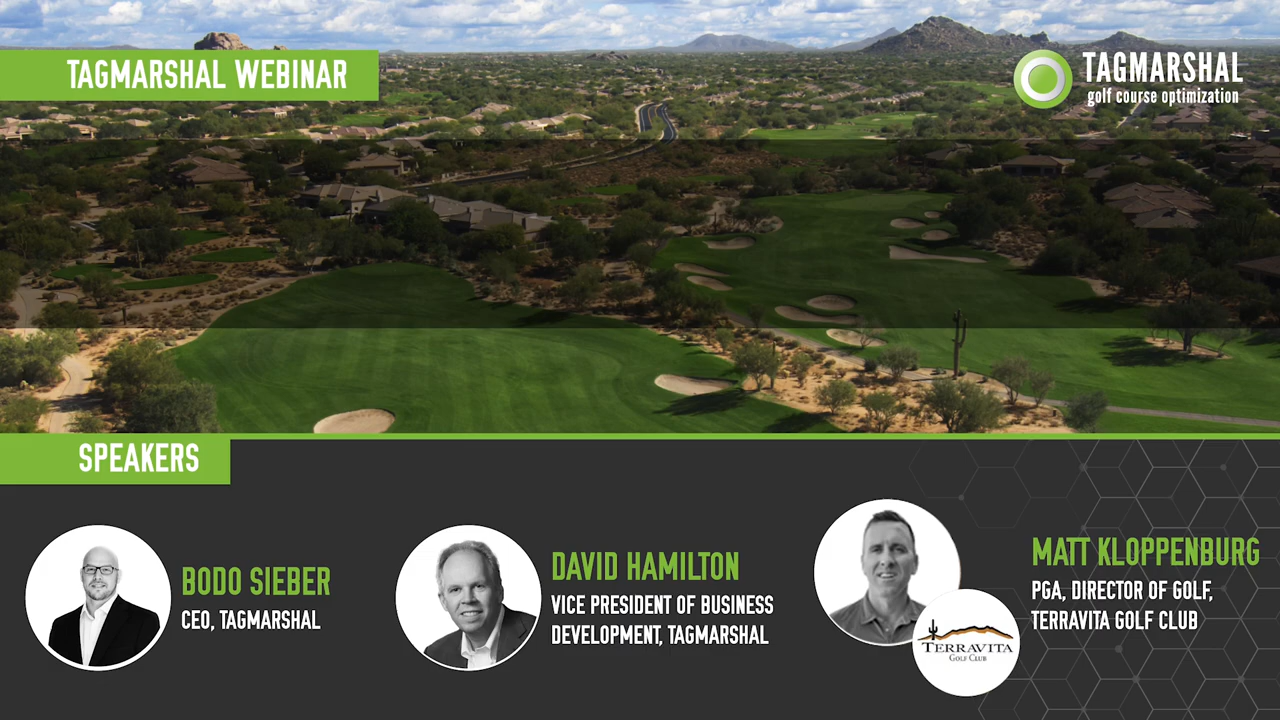 TAGMARSHAL WEBINAR
TAGMARSHAL
golf course optimization
SPEAKERS
BODO SIEBER
CEO, TAGMARSHAL
DAVID HAMILTON
VICE PRESIDENT OF BUSINESS
DEVELOPMENT, TAGMARSHAL
MATT KLOPPENBURG
PGA, DIRECTOR OF GOLF,
TERRAVITA GOLF CLUB
TERRAVITA
GOLF CLUB